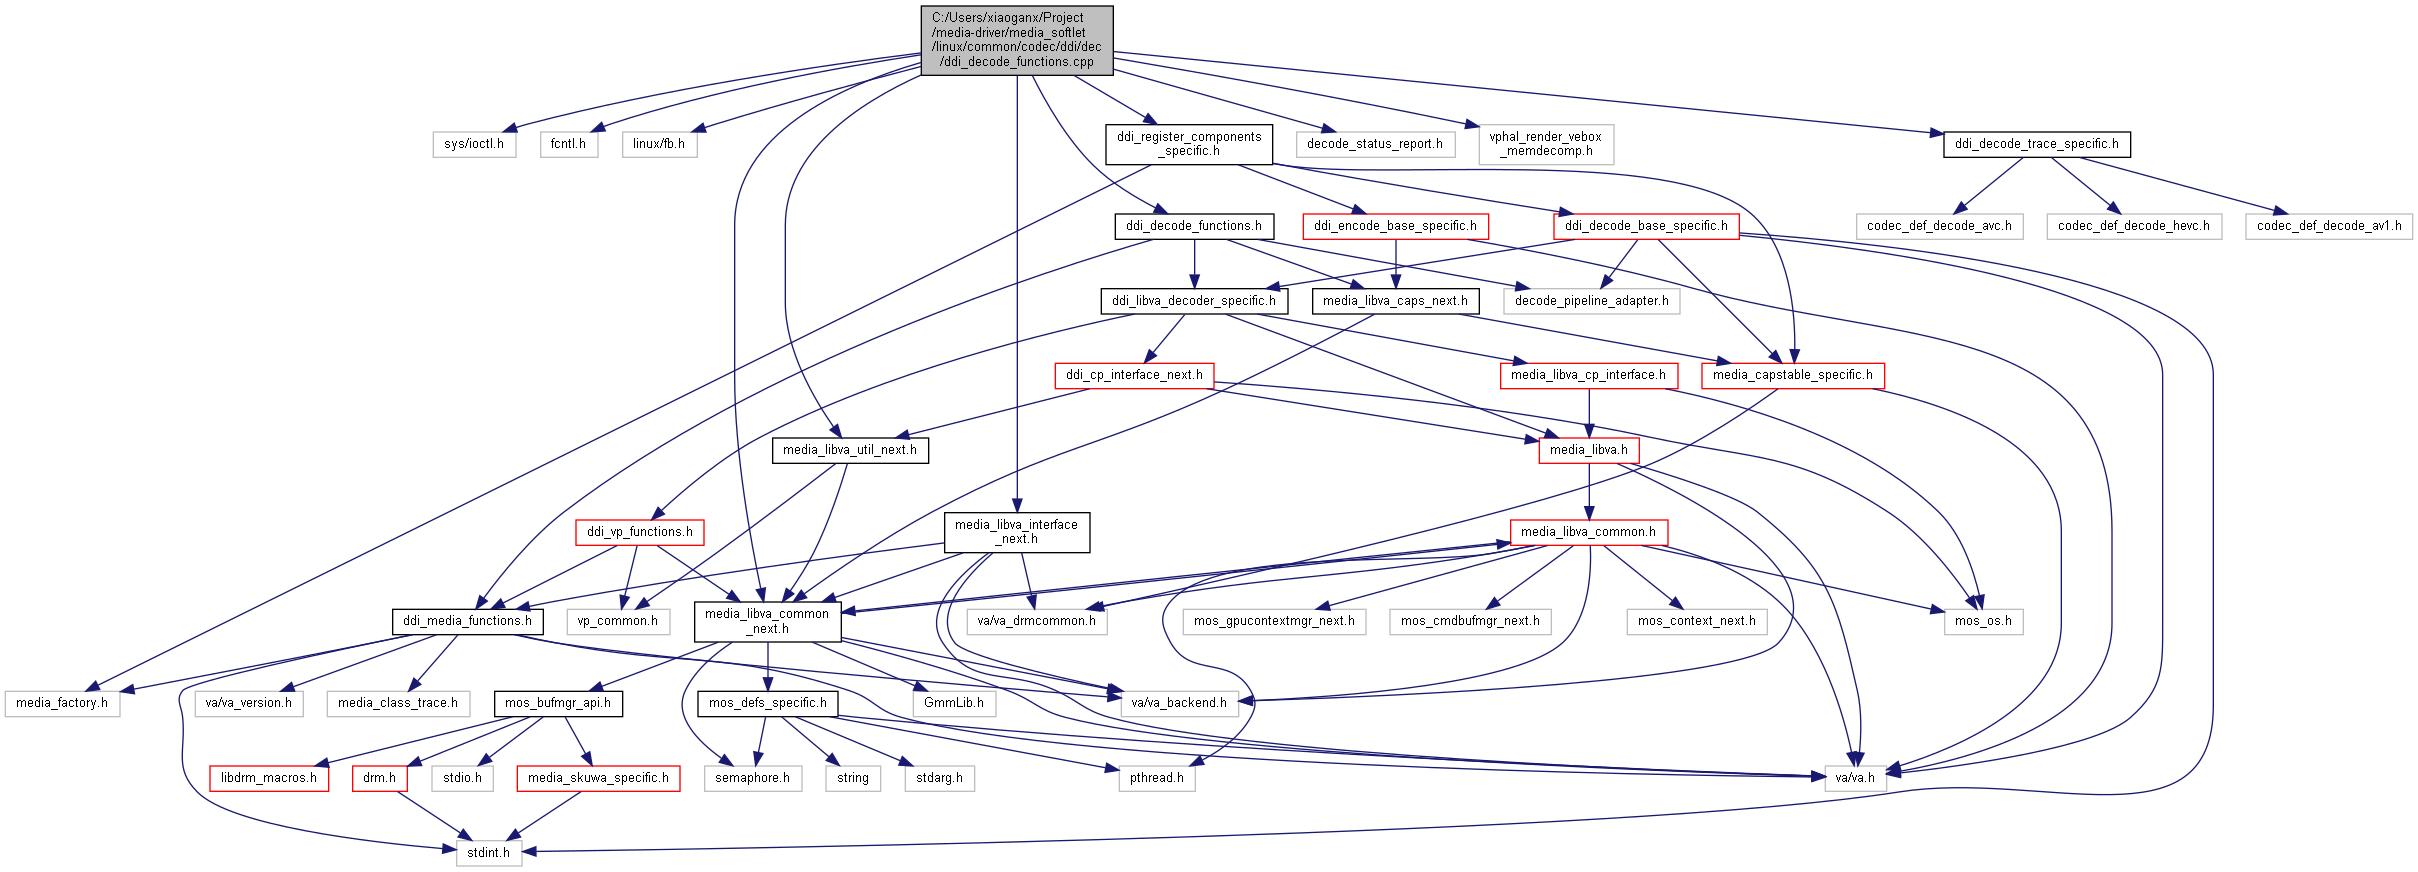 C:/Users/xiaoganx/Project
/media-driver/media_softlet
/linux/common/codec/ddi/dec
/ddi_decode_functions.cpp
sys/ioctl.h
fcntl.h
linux/fb.h
ddi_register_components
_specific.h
decode_status_report.h
vphal_render_vebox
_memdecomp.h
ddi_decode_trace_specific.h
ddi_decode_functions.h
ddi_encode_base_specific.h
ddi_decode_base_specific.h
codec_def_decode_avc.h
codec_def_decode_hevc.h
codec_def_decode_av1.h
ddi_libva_decoder_specific.h
media_libva_caps_next.h
decode_pipeline_adapter.h
ddi_cp_interface_next.h
media_libva_cp_interface.h
media_capstable_specific.h
media_libva_util_next.h
media_libva.h
ddi_vp_functions.h
media_libva_interface
_next.h
media_libva_common.h
ddi_media_functions.h
vp_common.h
media_libva_common
_next.h
va/va_drmcommon.h
mos_gpucontextmgr_next.h
mos_cmdbufmgr_next.h
mos_context_next.h
mos_os.h
media_factory.h
va/va_version.h
media_class_trace.h
mos_bufmgr_api.h
mos_defs_specific.h
GmmLib.h
va/va_backend.h
libdrm_macros.h
drm.h
stdio.h
media_skuwa_specific.h
semaphore.h
string
stdarg.h
pthread.h
va/va.h
stdint.h